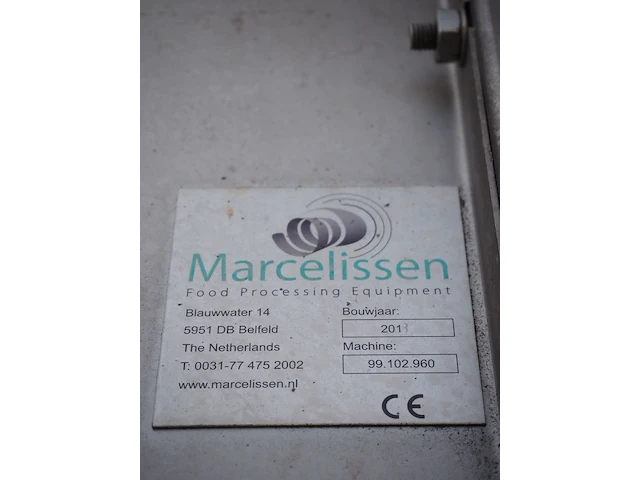 Marcelissen
Food Processing Equipment
Blauwwater 14
5951 DB Belfeld
The Netherlands
T: 0031-77 475 2002
www.marcelissen.nl
Bouwjaar:
Machine:
99.102.960
CE